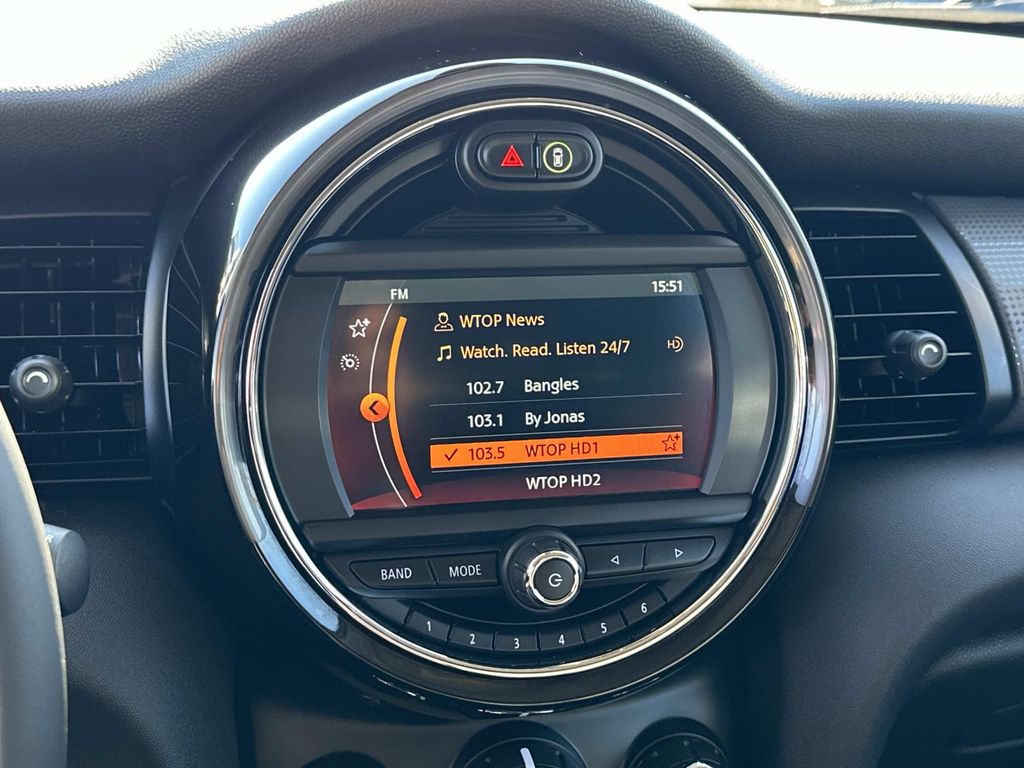 FM 15:51
WTOP News
Watch. Read. Listen 24/7 HD
102.7 Bangles
103.1 By Jonas
103.5 WTOP HD1
WTOP HD2
BAND MODE
1 2 3 4 5 6